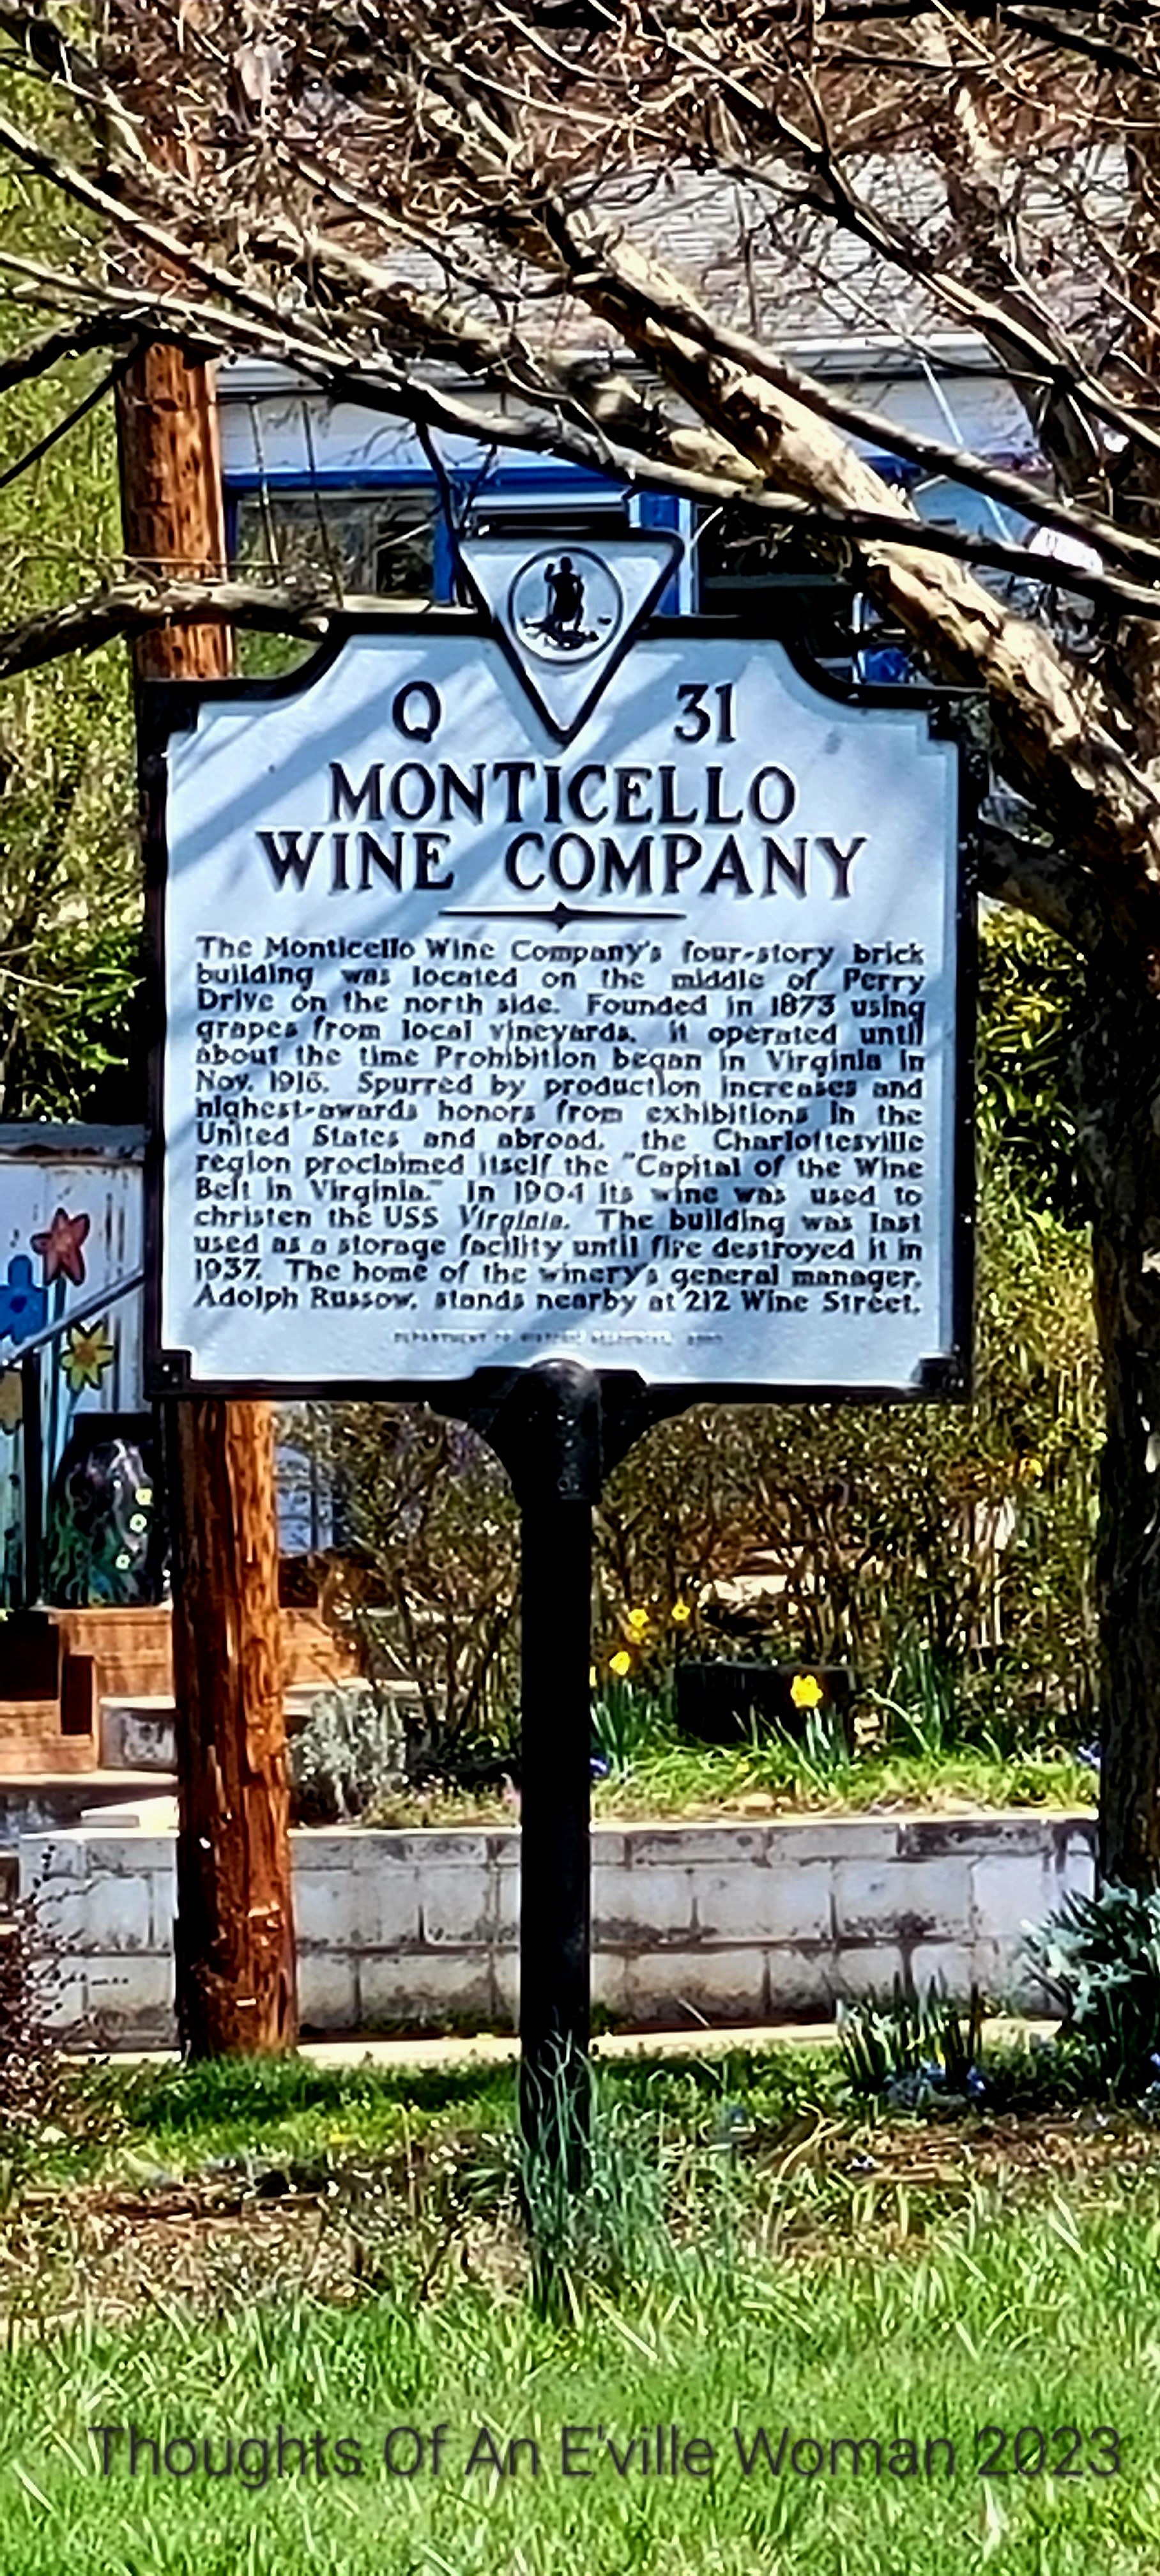 Q 31
MONTICELLO
WINE COMPANY
The Monticello Wine Company's four-story brick
building was located on the middle of Perry
Drive on the north side. Founded in 1873 using
grapes from local vineyards, it operated until
about the time Prohibition began in Virginia in
Nov. 1916. Spurred by production increases and
highest-awards honors from exhibitions in the
United States and abroad, the Charlottesville
region proclaimed itself the "Capital of the Wine
Belt in Virginia." In 1904 its wine was used to
christen the USS Virginia. The building was last
used as a storage facility until fire destroyed it in
1937. The home of the winery's general manager,
Adolph Russow, stands nearby at 212 Wine Street.
DEPARTMENT OF HISTORIC RESOURCES,
Thoughts Of An E'ville Woman 2023